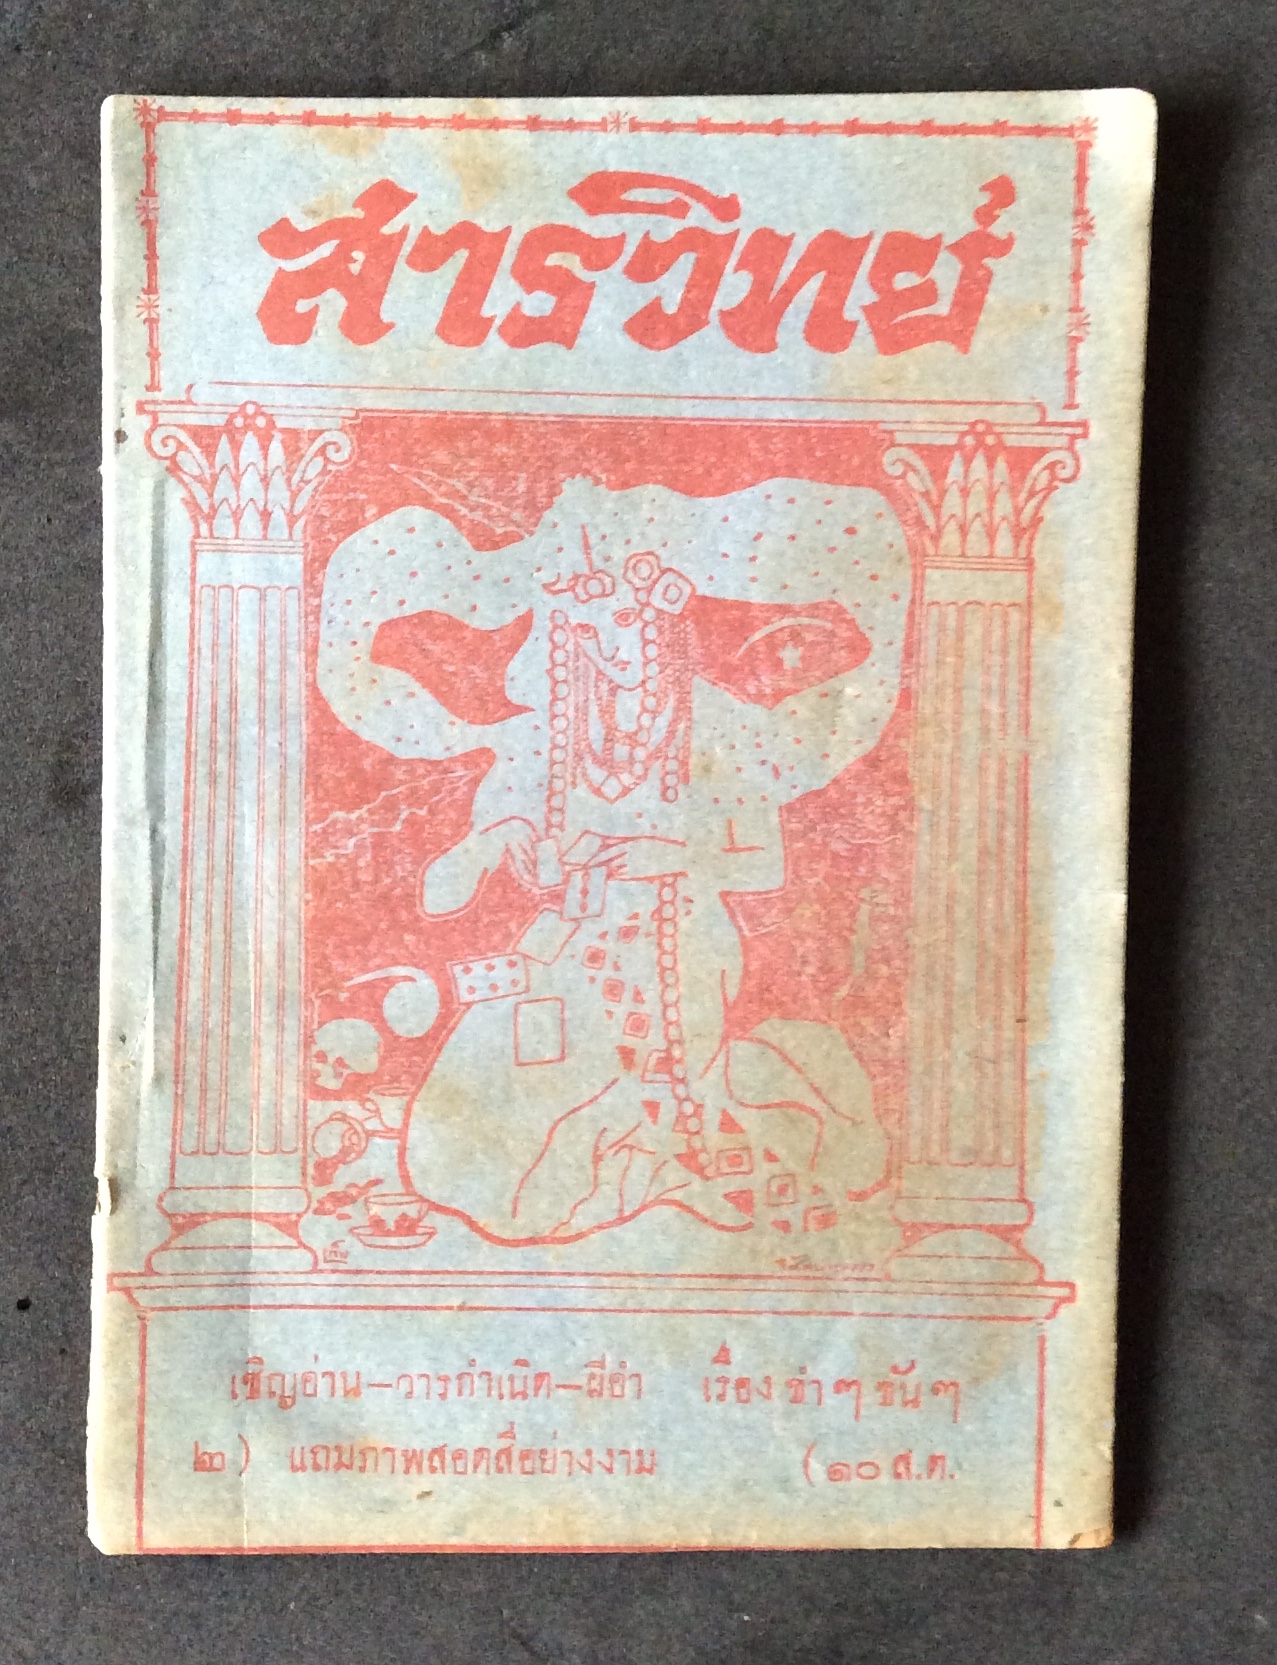 สารวิทย์
เชิญอ่าน–วารกำเนิด–ผีอำ เรื่อง ขำๆ ขันๆ
๒) แถมภาพสอดสีอย่างงาม (๑๐ ส.ต.